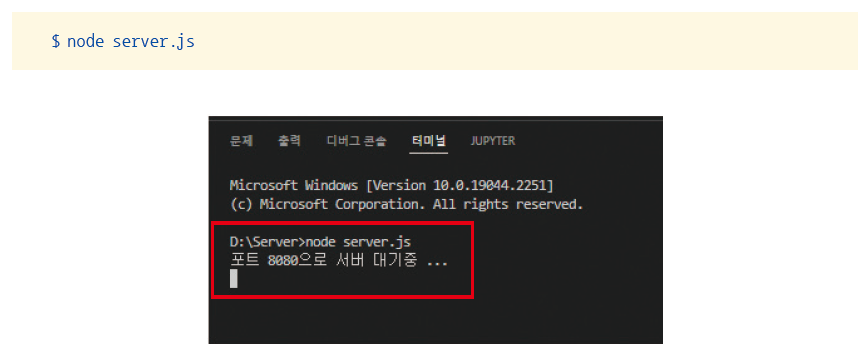 $ node server.js
문제 출력 디버그 콘솔 터미널 JUPYTER
Microsoft Windows [Version 10.0.19044.2251]
(c) Microsoft Corporation. All rights reserved.
D:\Server>node server.js
포트 8080으로 서버 대기중 ...